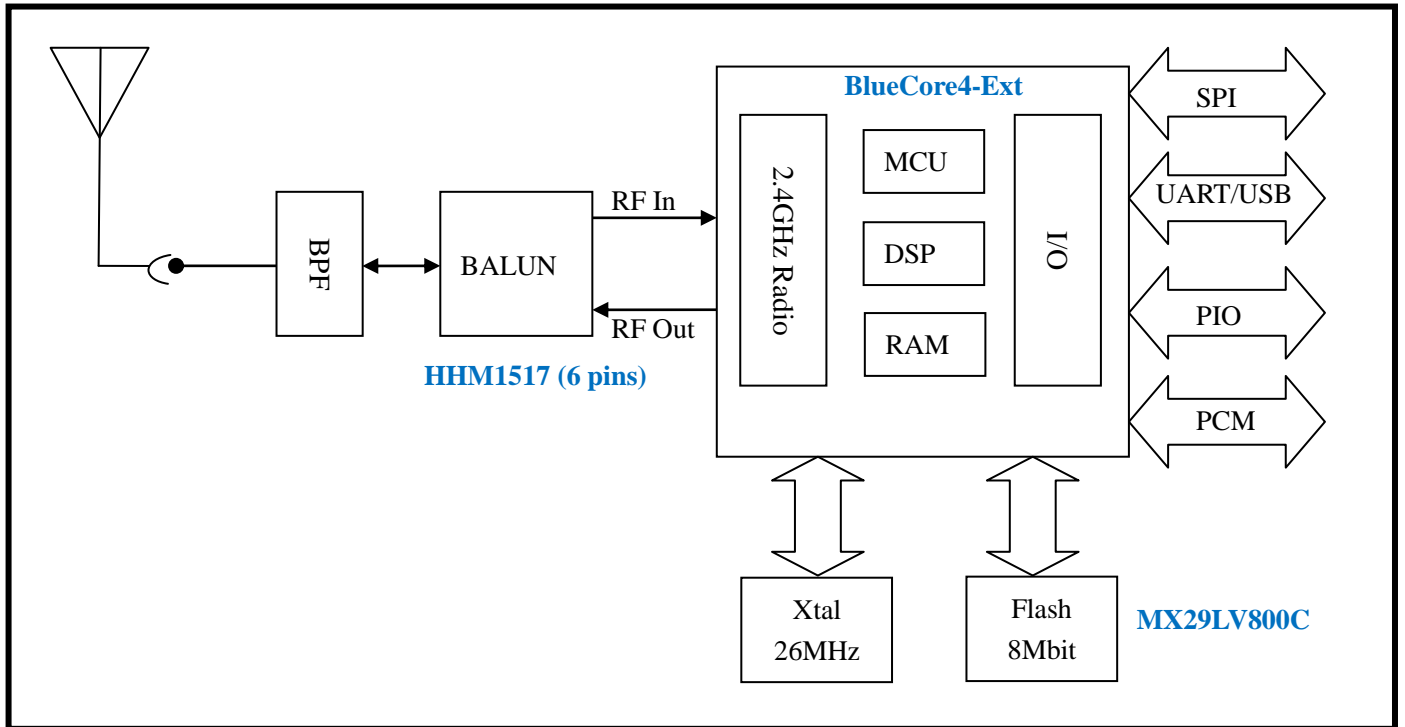 BlueCore4-Ext
SPI
MCU
2.4GHz Radio
I/O
RF In
UART/USB
BPF
BALUN
DSP
RF Out
PIO
RAM
HHM1517 (6 pins)
PCM
Xtal
26MHz
Flash
8Mbit
MX29LV800C